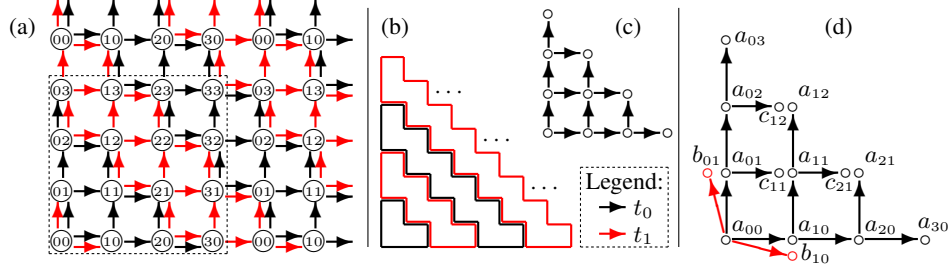 (a)
00 10 20 30 00 10
03 13 23 33 03 13
02 12 22 32 02 12
01 11 21 31 01 11
00 10 20 30 00 10
(b)
. . .
. . .
. . .
(c)
Legend:
t₀
t₁
(d)
a₀₃
a₀₂ a₁₂
c₁₂
b₀₁ a₀₁ a₁₁ a₂₁
c₁₁ c₂₁
a₀₀ a₁₀ a₂₀ a₃₀
b₁₀